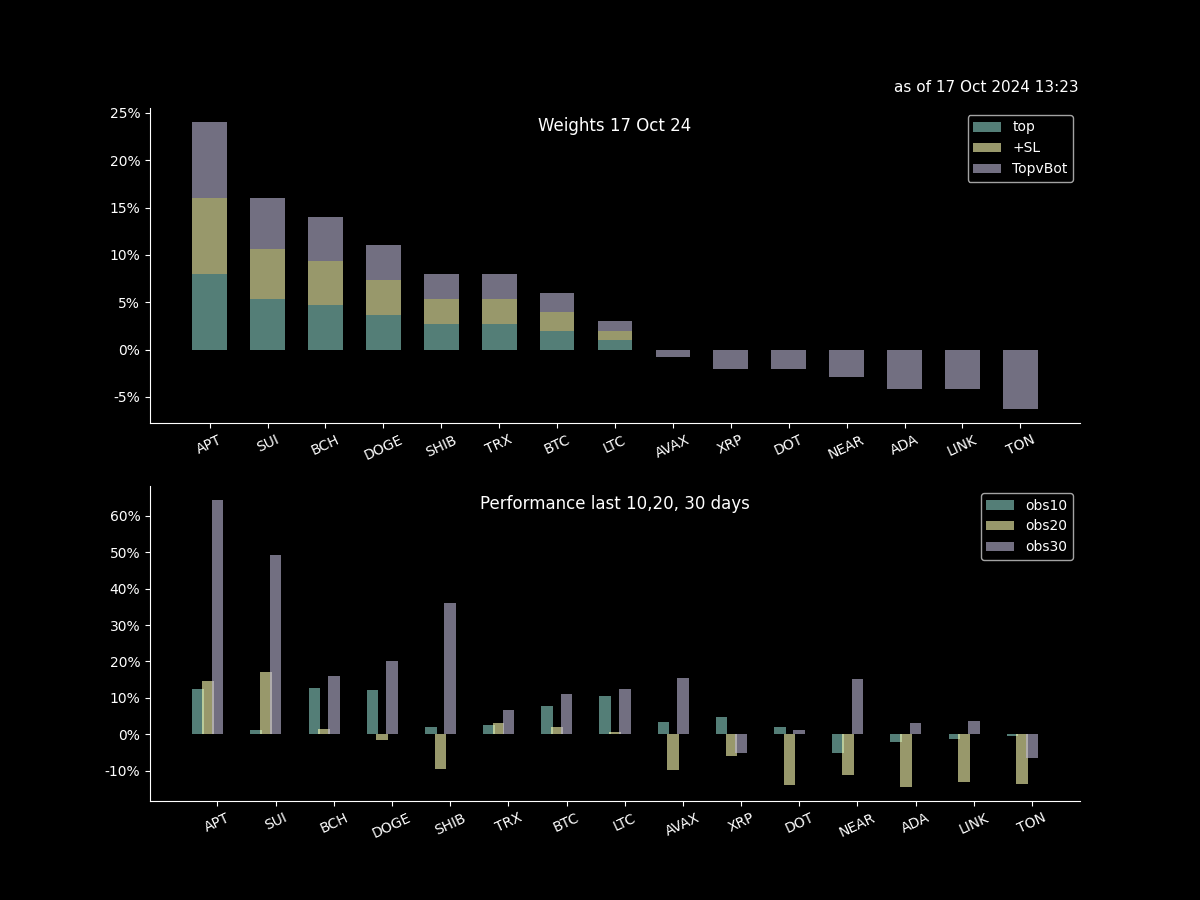 as of 17 Oct 2024 13:23
Weights 17 Oct 24
top
+SL
TopvBot
25%
20%
15%
10%
5%
0%
-5%
APT SUI BCH DOGE SHIB TRX BTC LTC AVAX XRP DOT NEAR ADA LINK TON
Performance last 10,20, 30 days
obs10
obs20
obs30
60%
50%
40%
30%
20%
10%
0%
-10%
APT SUI BCH DOGE SHIB TRX BTC LTC AVAX XRP DOT NEAR ADA LINK TON